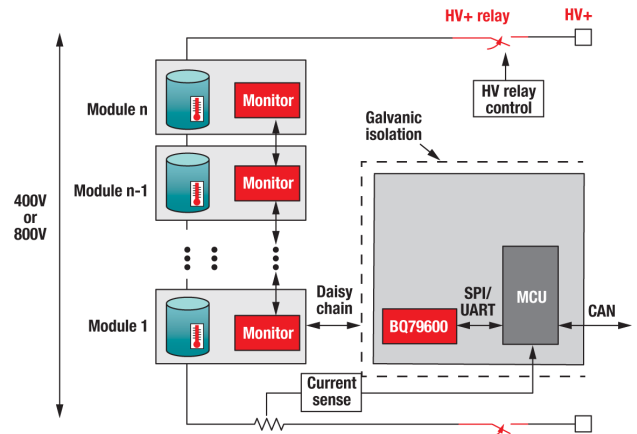 HV+ relay
HV+
HV relay
control
Module n
Monitor
Galvanic
isolation
Module n-1
Monitor
400V
or
800V
Daisy
chain
SPI/
UART
MCU
CAN
Module 1
Monitor
BQ79600
Current
sense